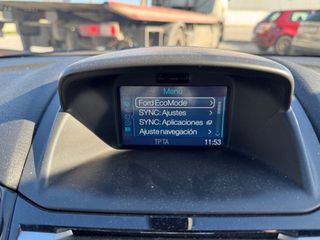 Menú
Ford EcoMode
SYNC: Ajustes
SYNC: Aplicaciones
Ajuste navegación
TP TA 11:53